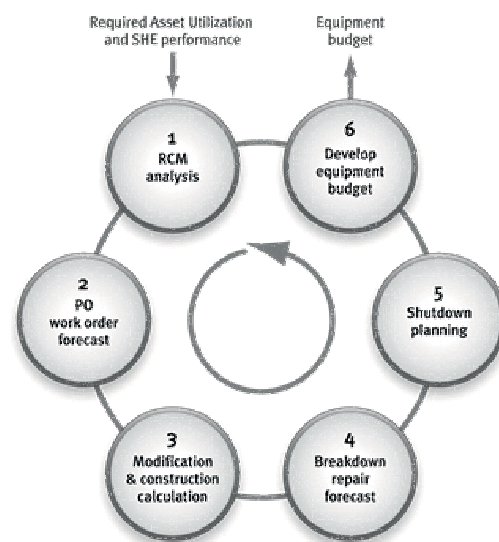 Required Asset Utilization
and SHE performance
Equipment
budget
1
RCM
analysis
6
Develop
equipment
budget
2
PO
work order
forecast
5
Shutdown
planning
3
Modification
& construction
calculation
4
Breakdown
repair
forecast